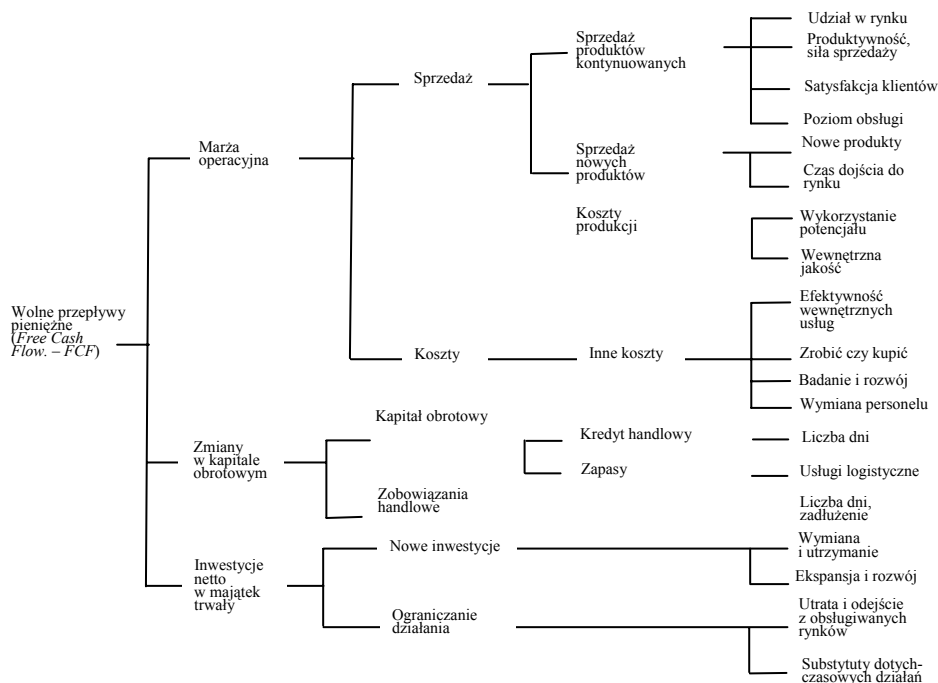 Wolne przepływy
pieniężne
(Free Cash
Flow. – FCF)
Marża
operacyjna
Sprzedaż
Sprzedaż
produktów
kontynuowanych
Udział w rynku
Produktywność,
siła sprzedaży
Satysfakcja klientów
Poziom obsługi
Sprzedaż
nowych
produktów
Nowe produkty
Czas dojścia do
rynku
Koszty
produkcji
Wykorzystanie
potencjału
Wewnętrzna
jakość
Koszty
Inne koszty
Efektywność
wewnętrznych
usług
Zrobić czy kupić
Badanie i rozwój
Wymiana personelu
Zmiany
w kapitale
obrotowym
Kapitał obrotowy
Kredyt handlowy
Liczba dni
Zapasy
Usługi logistyczne
Zobowiązania
handlowe
Liczba dni,
zadłużenie
Inwestycje
netto
w majątek
trwały
Nowe inwestycje
Wymiana
i utrzymanie
Ekspansja i rozwój
Ograniczanie
działania
Utrata i odejście
z obsługiwanych
rynków
Substytuty dotych-
czasowych działań